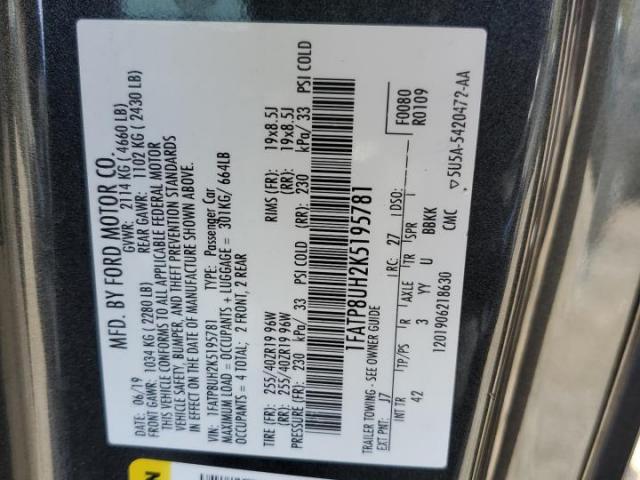 MFD. BY FORD MOTOR CO.
DATE: 06/19 GVWR: 2114 KG (4660 LB)
FRONT GAWR: 1034 KG (2280 LB) REAR GAWR: 1102 KG (2430 LB)
THIS VEHICLE CONFORMS TO ALL APPLICABLE FEDERAL MOTOR
VEHICLE SAFETY, BUMPER, AND THEFT PREVENTION STANDARDS
IN EFFECT ON THE DATE OF MANUFACTURE SHOWN ABOVE.
VIN: 1FATP8UH2K5195781 TYPE: Passenger Car
MAXIMUM LOAD = OCCUPANTS + LUGGAGE = 301KG/ 664LB
OCCUPANTS = 4 TOTAL; 2 FRONT, 2 REAR
TIRE (FR): 255/40ZR19 96W RIMS (FR): 19x8.5J
(RR): 255/40ZR19 96W (RR): 19x8.5J
PRESSURE (FR): 230 kPa/ 33 PSI COLD (RR): 230 kPa/ 33 PSI COLD
1FATP8UH2K5195781
TRAILER TOWING - SEE OWNER GUIDE
F0080
R0109
EXT PNT: J7 RC: 27 DSO:
INT TR TP/PS R AXLE TR SPR
42 3 YY U BBKK
1201906218630 CMC ▽5U5A-5420472-AA
N